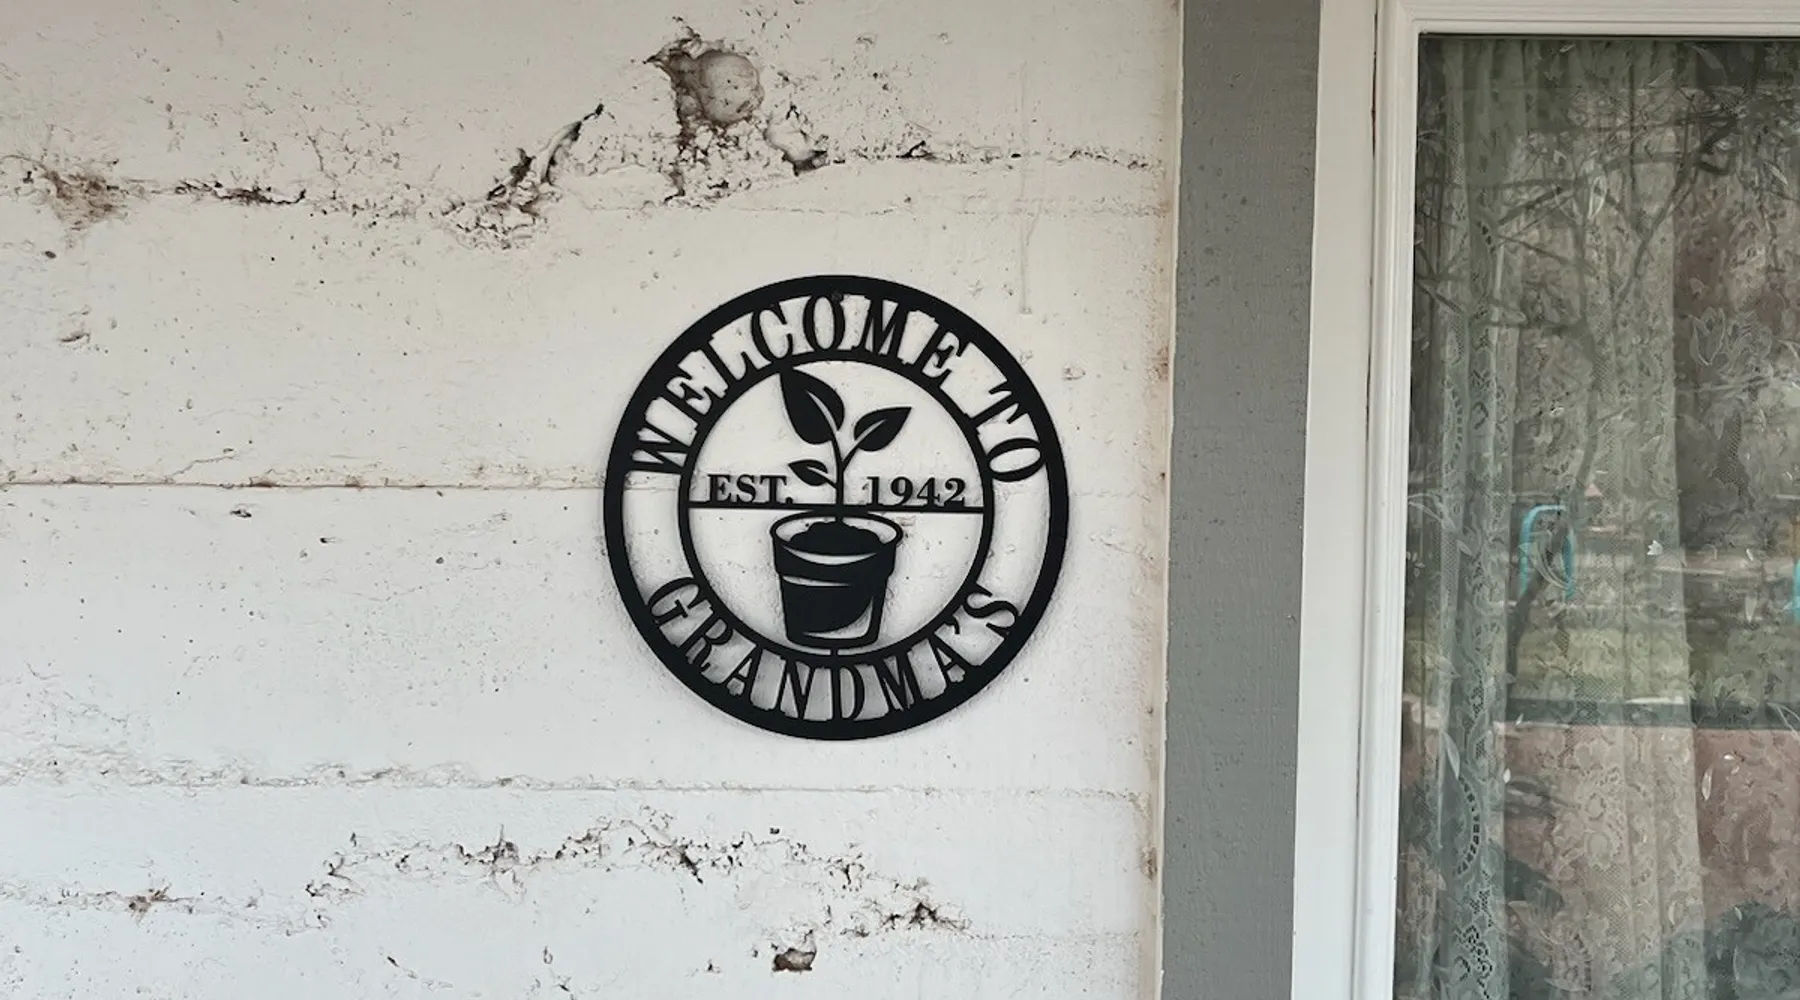 WELCOME TO
EST. 1942
GRANDMA'S